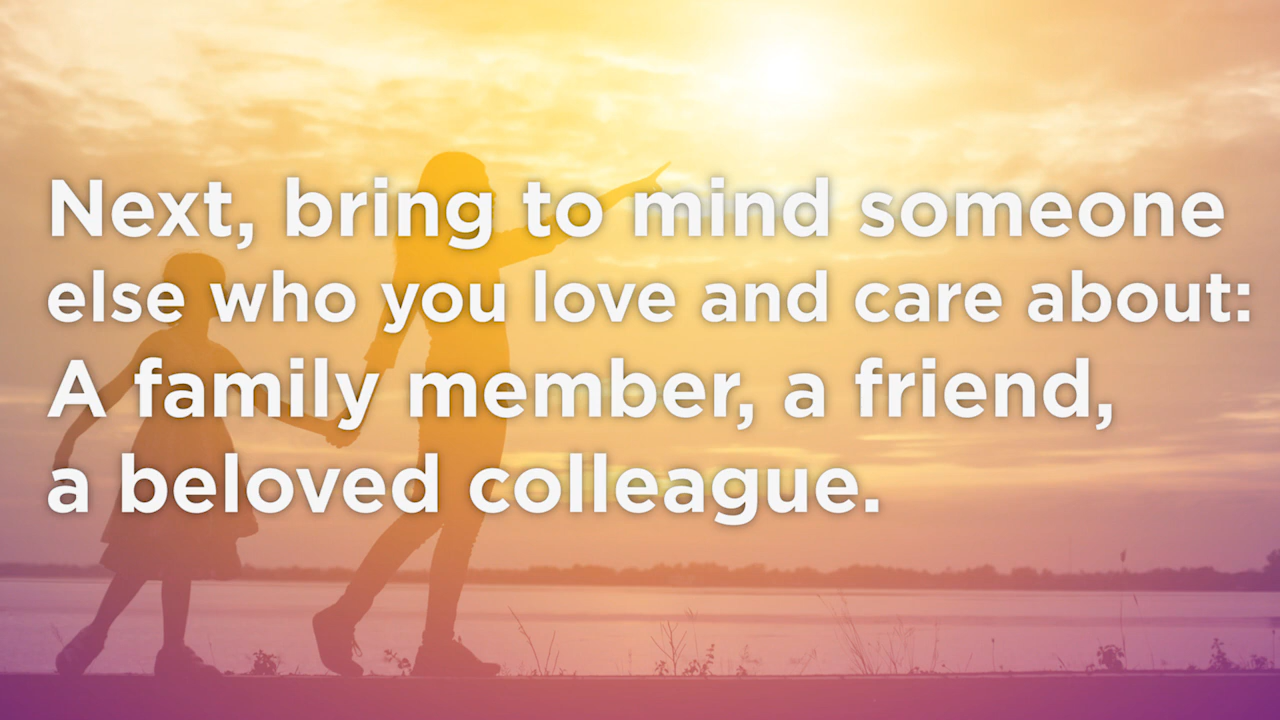 Next, bring to mind someone
else who you love and care about:
A family member, a friend,
a beloved colleague.